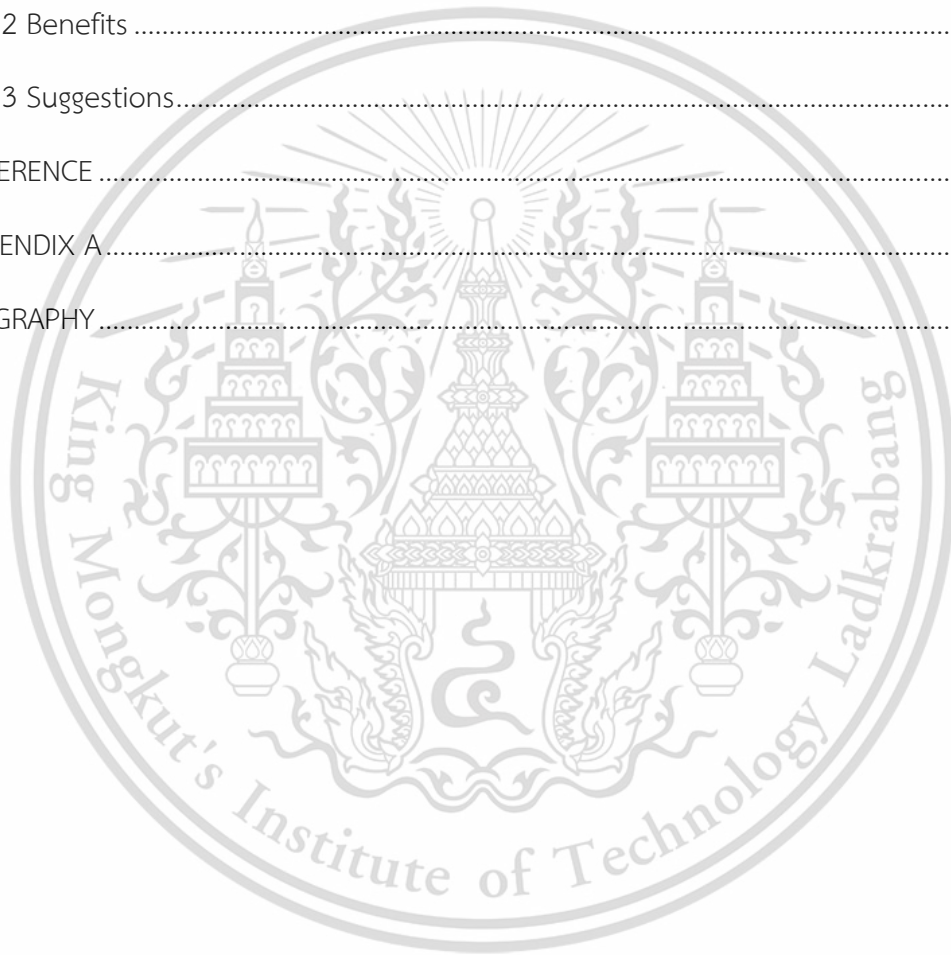 2 Benefits ................................................................
3 Suggestions................................................................
ERENCE ................................................................
ENDIX A ................................................................
GRAPHY ................................................................
King Mongkut's Institute of Technology Ladkrabang